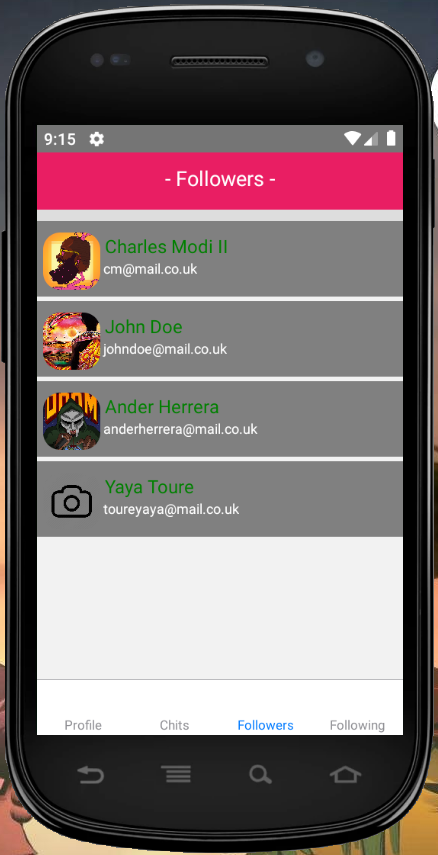 9:15
- Followers -
Charles Modi II
cm@mail.co.uk
John Doe
johndoe@mail.co.uk
DOOM
Ander Herrera
anderherrera@mail.co.uk
Yaya Toure
toureyaya@mail.co.uk
Profile Chits Followers Following